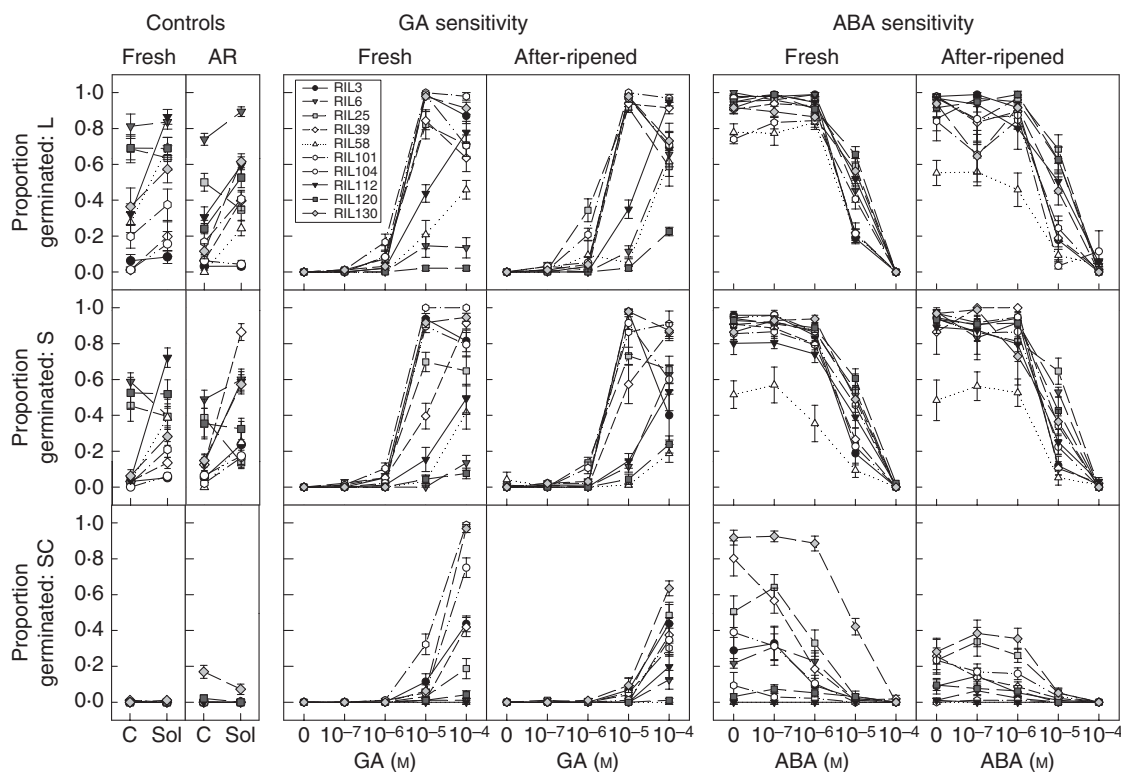 Controls GA sensitivity ABA sensitivity
Fresh AR Fresh After-ripened Fresh After-ripened
Proportion
germinated: L
1·0
0·8
0·6
0·4
0·2
0·0
RIL3
RIL6
RIL25
RIL39
RIL58
RIL101
RIL104
RIL112
RIL120
RIL130
Proportion
germinated: S
1·0
0·8
0·6
0·4
0·2
0·0
Proportion
germinated: SC
1·0
0·8
0·6
0·4
0·2
0·0
C Sol C Sol 0 10⁻⁷ 10⁻⁶ 10⁻⁵ 10⁻⁴ 0 10⁻⁷ 10⁻⁶ 10⁻⁵ 10⁻⁴ 0 10⁻⁷ 10⁻⁶ 10⁻⁵ 10⁻⁴ 0 10⁻⁷ 10⁻⁶ 10⁻⁵ 10⁻⁴
GA (M) GA (M) ABA (M) ABA (M)